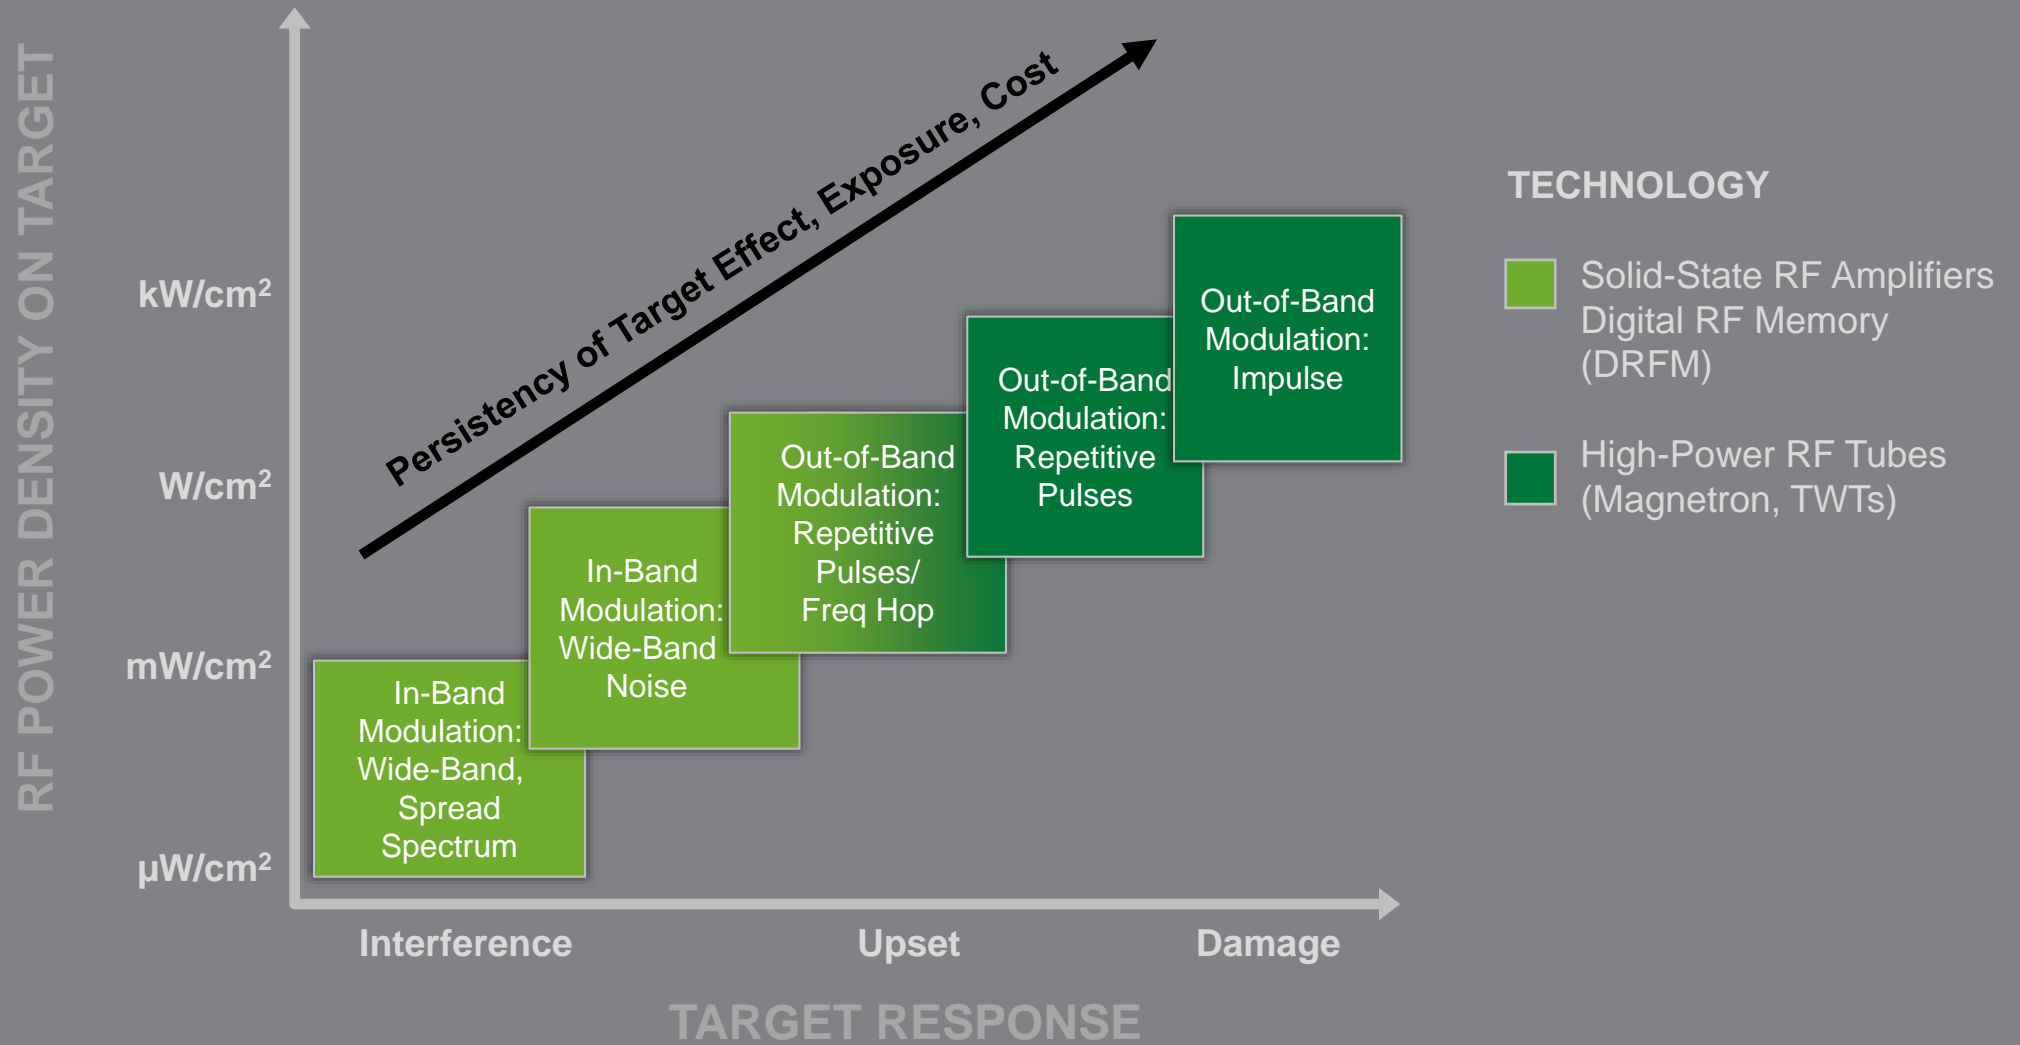 RF POWER DENSITY ON TARGET
kW/cm²
W/cm²
mW/cm²
µW/cm²
Persistency of Target Effect, Exposure, Cost
In-Band
Modulation:
Wide-Band,
Spread
Spectrum
In-Band
Modulation:
Wide-Band
Noise
Out-of-Band
Modulation:
Repetitive
Pulses/
Freq Hop
Out-of-Band
Modulation:
Repetitive
Pulses
Out-of-Band
Modulation:
Impulse
Interference
Upset
Damage
TARGET RESPONSE
TECHNOLOGY
Solid-State RF Amplifiers
Digital RF Memory
(DRFM)
High-Power RF Tubes
(Magnetron, TWTs)